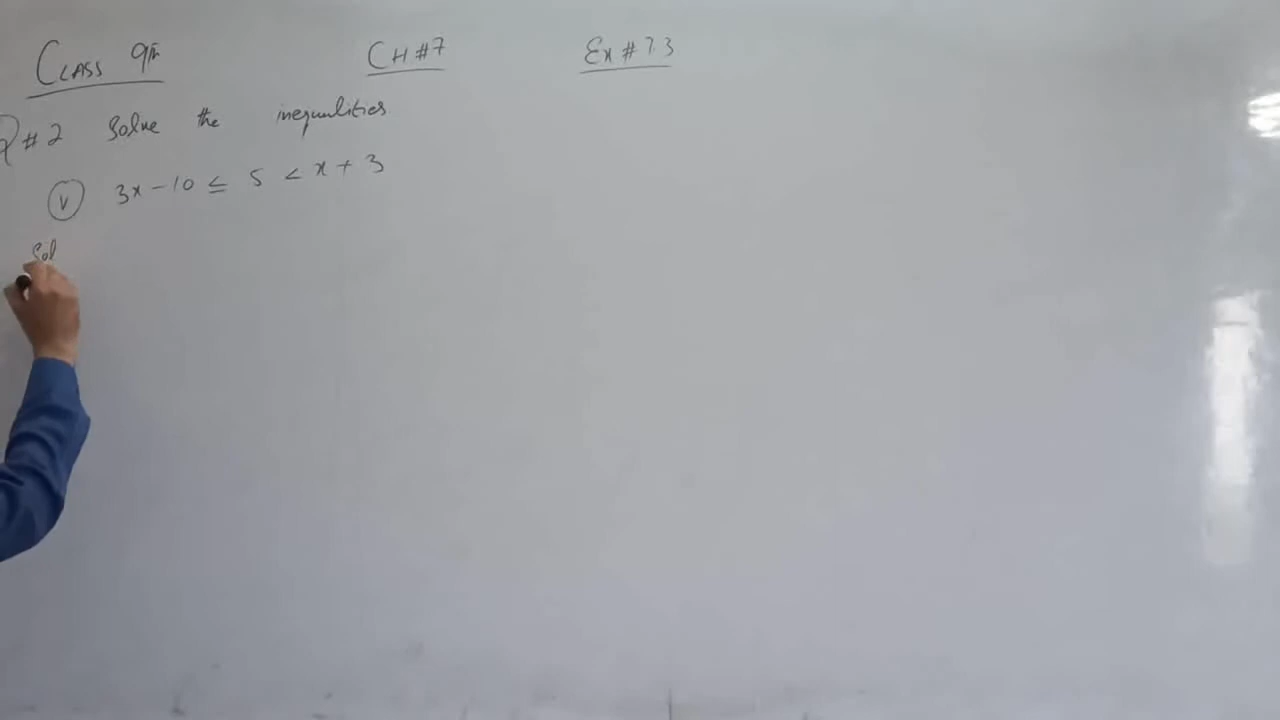 CLASS 9th CH#7 Ex#7.3
Q#2 Solve the inequalities
V 3x-10 ≤ 5 < x + 3
Sol